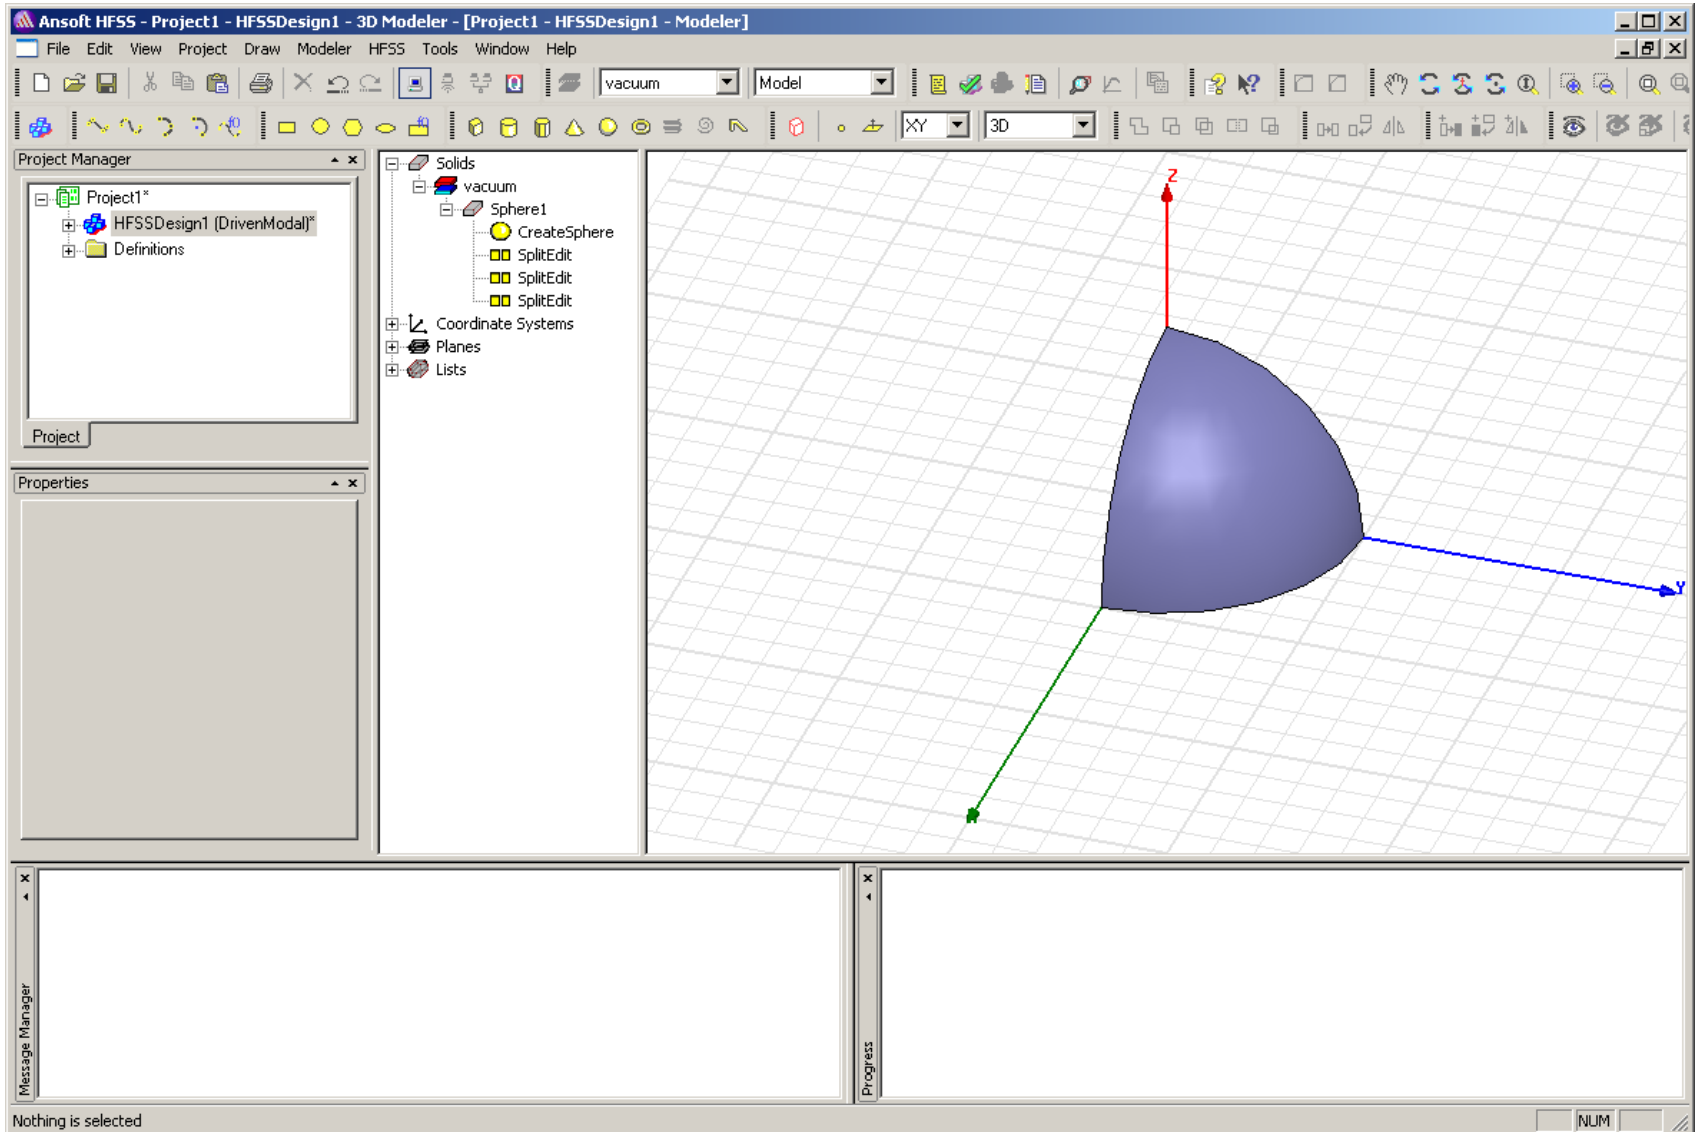 Ansoft HFSS - Project1 - HFSSDesign1 - 3D Modeler - [Project1 - HFSSDesign1 - Modeler]
File Edit View Project Draw Modeler HFSS Tools Window Help
vacuum Model
XY 3D
Project Manager
Project1*
HFSSDesign1 (DrivenModal)*
Definitions
Project
Properties
Solids
vacuum
Sphere1
CreateSphere
SplitEdit
SplitEdit
SplitEdit
Coordinate Systems
Planes
Lists
Z
Y
Message Manager
Progress
Nothing is selected
NUM